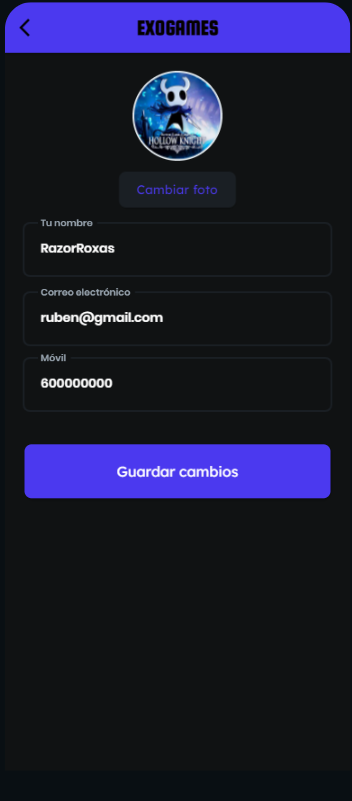 EXOGAMES
HOLLOW KNIGHT
Cambiar foto
Tu nombre
RazorRoxas
Correo electrónico
ruben@gmail.com
Móvil
600000000
Guardar cambios